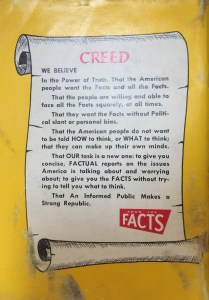 CREED
WE BELIEVE
In the Power of Truth. That the American
people want the Facts and all the Facts.
That the people are willing and able to
face all the Facts squarely, at all times.
That they want the Facts without Politi-
cal slant or personal bias.
That the American people do not want
to be told HOW to think, or WHAT to think;
that they can make up their own minds.
That OUR task is a new one: to give you
concise, FACTUAL reports on the issues
America is talking about and worrying
about; to give you the FACTS without try-
ing to tell you what to think.
That An Informed Public Makes a
Strong Republic.
FACTS